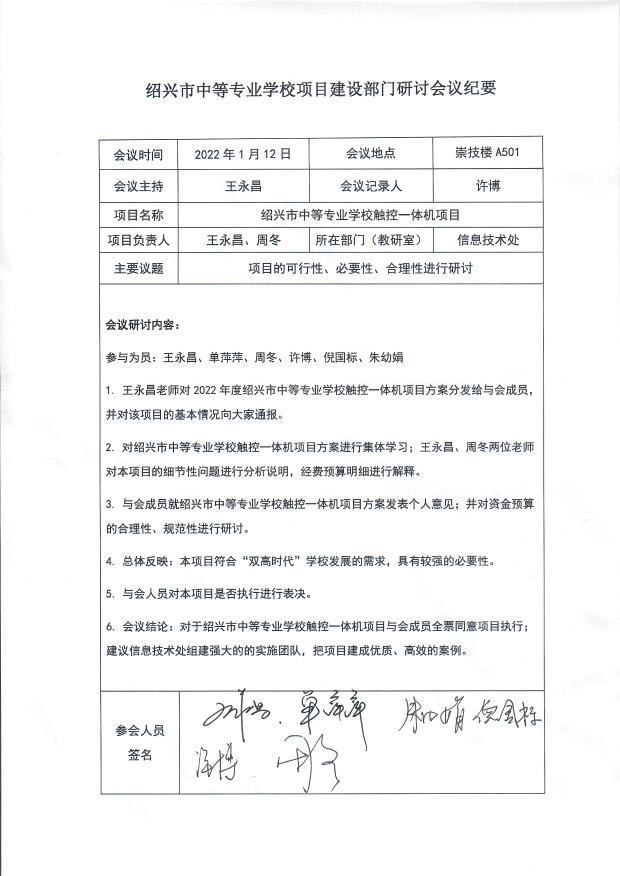 绍兴市中等专业学校项目建设部门研讨会议纪要
会议时间 2022 年 1 月 12 日 会议地点 崇技楼 A501
会议主持 王永昌 会议记录人 许博
项目名称 绍兴市中等专业学校触控一体机项目
项目负责人 王永昌、周冬 所在部门（教研室） 信息技术处
主要议题 项目的可行性、必要性、合理性进行研讨
会议研讨内容：
参与为员：王永昌、单萍萍、周冬、许博、倪国标、朱幼娟
1. 王永昌老师对 2022 年度绍兴市中等专业学校触控一体机项目方案分发给与会成员，
并对该项目的基本情况向大家通报。
2. 对绍兴市中等专业学校触控一体机项目方案进行集体学习；王永昌、周冬两位老师
对本项目的细节性问题进行分析说明，经费预算明细进行解释。
3. 与会成员就绍兴市中等专业学校触控一体机项目方案发表个人意见；并对资金预算
的合理性、规范性进行研讨。
4. 总体反映：本项目符合“双高时代”学校发展的需求，具有较强的必要性。
5. 与会人员对本项目是否执行进行表决。
6. 会议结论：对于绍兴市中等专业学校触控一体机项目与会成员全票同意项目执行；
建议信息技术处组建强大的的实施团队，把项目建成优质、高效的案例。
参会人员
签名
单萍萍 朱幼娟 倪国标
许博 周冬